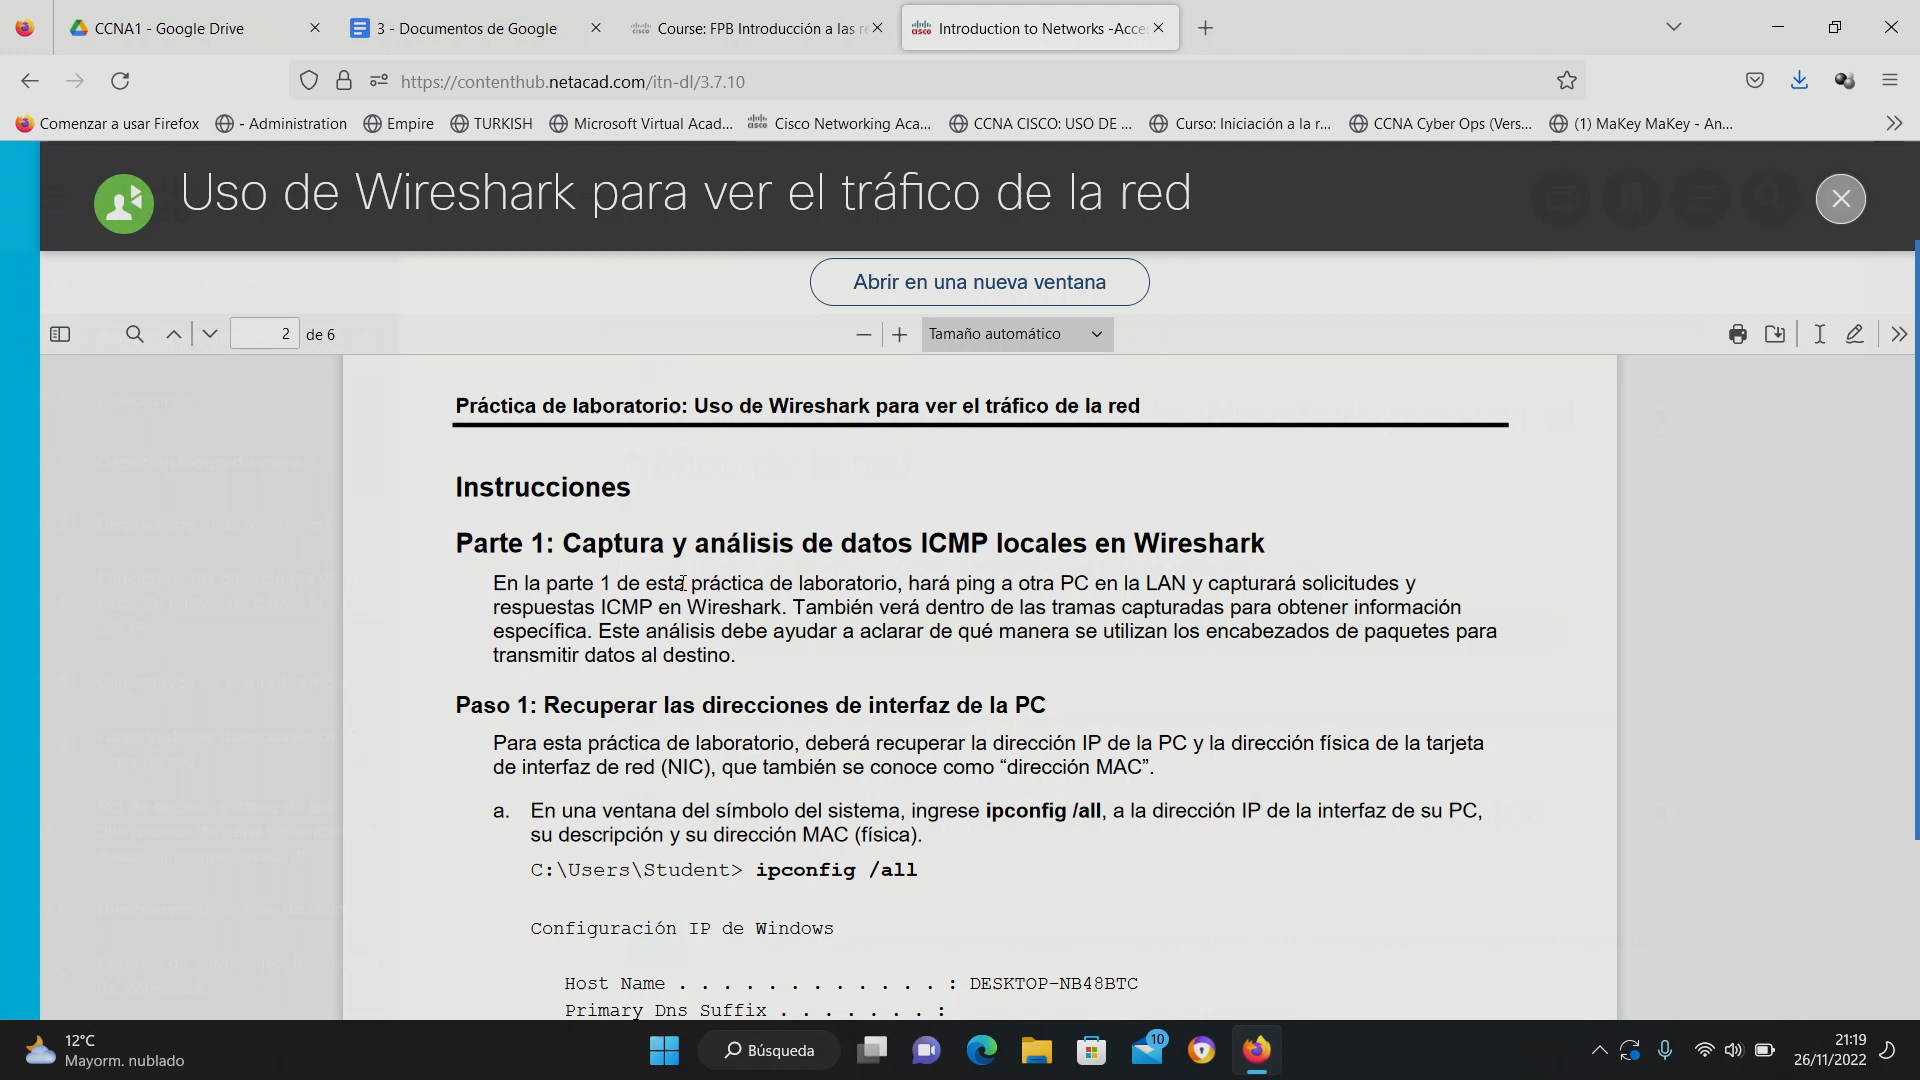 CCNA1 - Google Drive
3 - Documentos de Google
Course: FPB Introducción a las re
Introduction to Networks -Acces
https://contenthub.netacad.com/itn-dl/3.7.10
Comenzar a usar Firefox
- Administration
Empire
TURKISH
Microsoft Virtual Acad...
Cisco Networking Aca...
CCNA CISCO: USO DE ...
Curso: Iniciación a la r...
CCNA Cyber Ops (Vers...
(1) MaKey MaKey - An...
Uso de Wireshark para ver el tráfico de la red
Abrir en una nueva ventana
2 de 6
Tamaño automático
Práctica de laboratorio: Uso de Wireshark para ver el tráfico de la red
Instrucciones
Parte 1: Captura y análisis de datos ICMP locales en Wireshark
En la parte 1 de esta práctica de laboratorio, hará ping a otra PC en la LAN y capturará solicitudes y
respuestas ICMP en Wireshark. También verá dentro de las tramas capturadas para obtener información
específica. Este análisis debe ayudar a aclarar de qué manera se utilizan los encabezados de paquetes para
transmitir datos al destino.
Paso 1: Recuperar las direcciones de interfaz de la PC
Para esta práctica de laboratorio, deberá recuperar la dirección IP de la PC y la dirección física de la tarjeta
de interfaz de red (NIC), que también se conoce como “dirección MAC”.
a. En una ventana del símbolo del sistema, ingrese ipconfig /all, a la dirección IP de la interfaz de su PC,
su descripción y su dirección MAC (física).
C:\Users\Student> ipconfig /all
Configuración IP de Windows
Host Name . . . . . . . . . . . . : DESKTOP-NB48BTC
Primary Dns Suffix . . . . . . . :
12°C
Mayorm. nublado
Búsqueda
10
21:19
26/11/2022